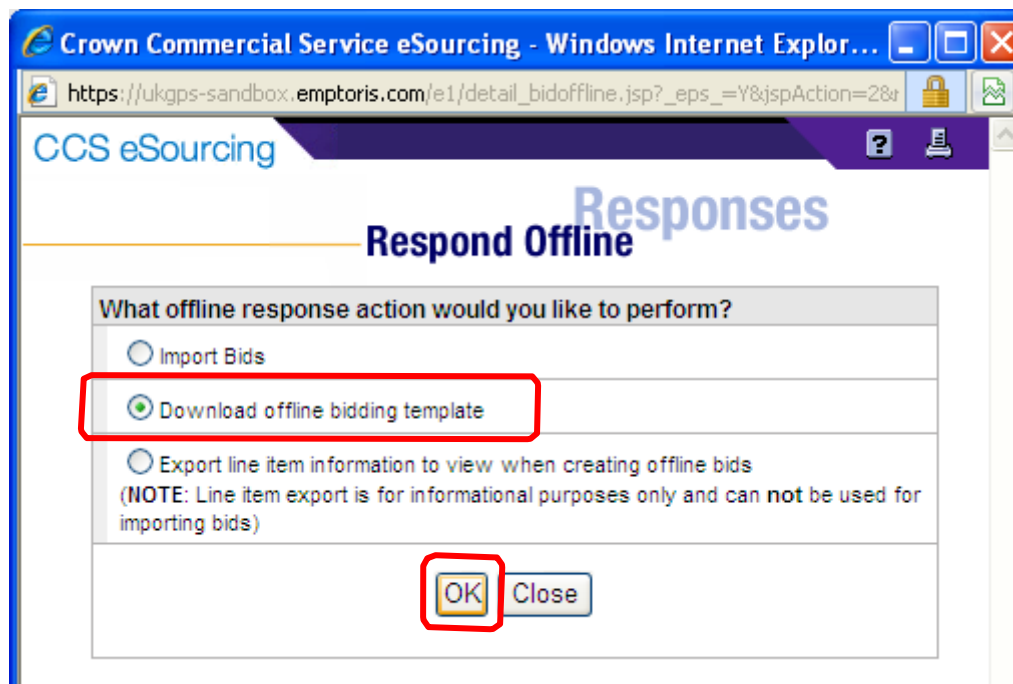 Crown Commercial Service eSourcing - Windows Internet Explor...
https://ukgps-sandbox.emptoris.com/e1/detail_bidoffline.jsp?_eps_=Y&jspAction=2&r
CCS eSourcing
Responses
Respond Offline
What offline response action would you like to perform?
Import Bids
Download offline bidding template
Export line item information to view when creating offline bids
(NOTE: Line item export is for informational purposes only and can not be used for
importing bids)
OK Close